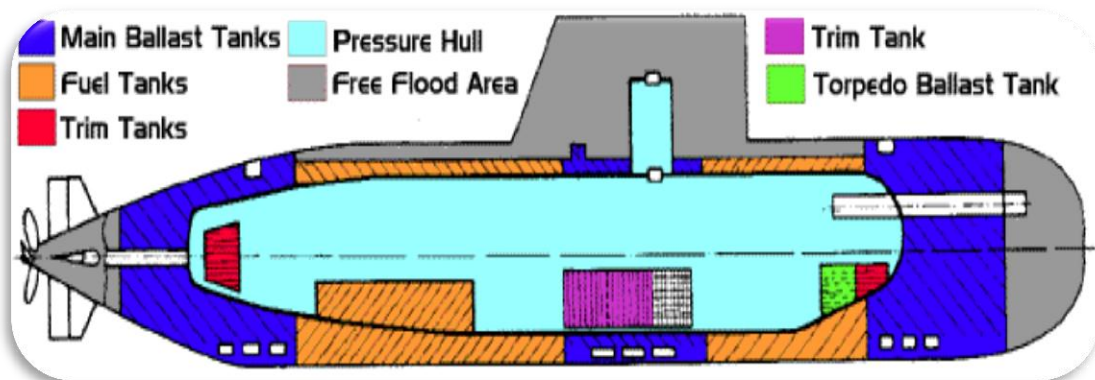 Main Ballast Tanks
Fuel Tanks
Trim Tanks
Pressure Hull
Free Flood Area
Trim Tank
Torpedo Ballast Tank